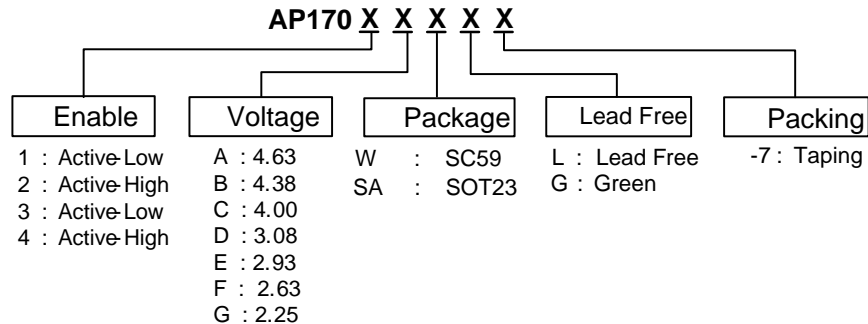 AP170 X X X X X
Enable
1 : Active-Low
2 : Active-High
3 : Active-Low
4 : Active-High
Voltage
A : 4.63
B : 4.38
C : 4.00
D : 3.08
E : 2.93
F : 2.63
G : 2.25
Package
W : SC59
SA : SOT23
Lead Free
L : Lead Free
G : Green
Packing
-7 : Taping